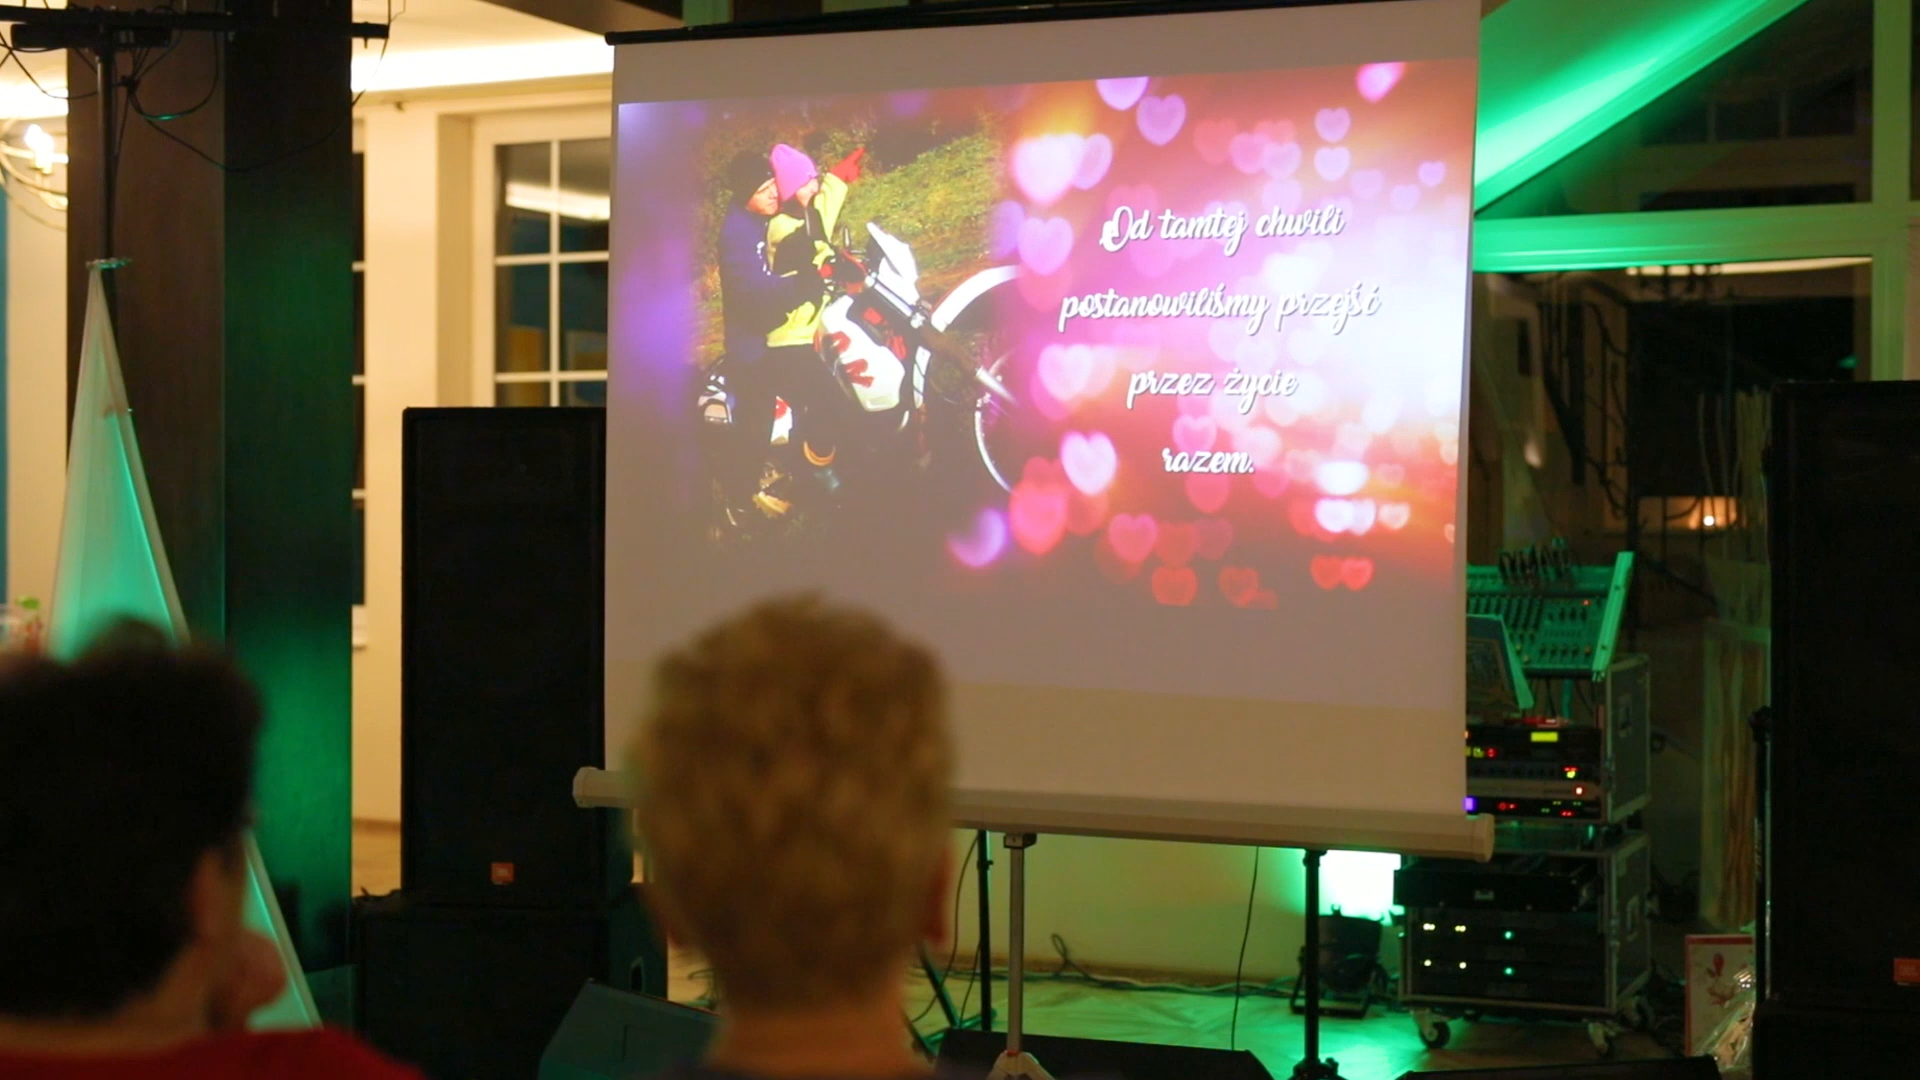 Od tamtej chwili
postanowiliśmy przejść
przez życie
razem.